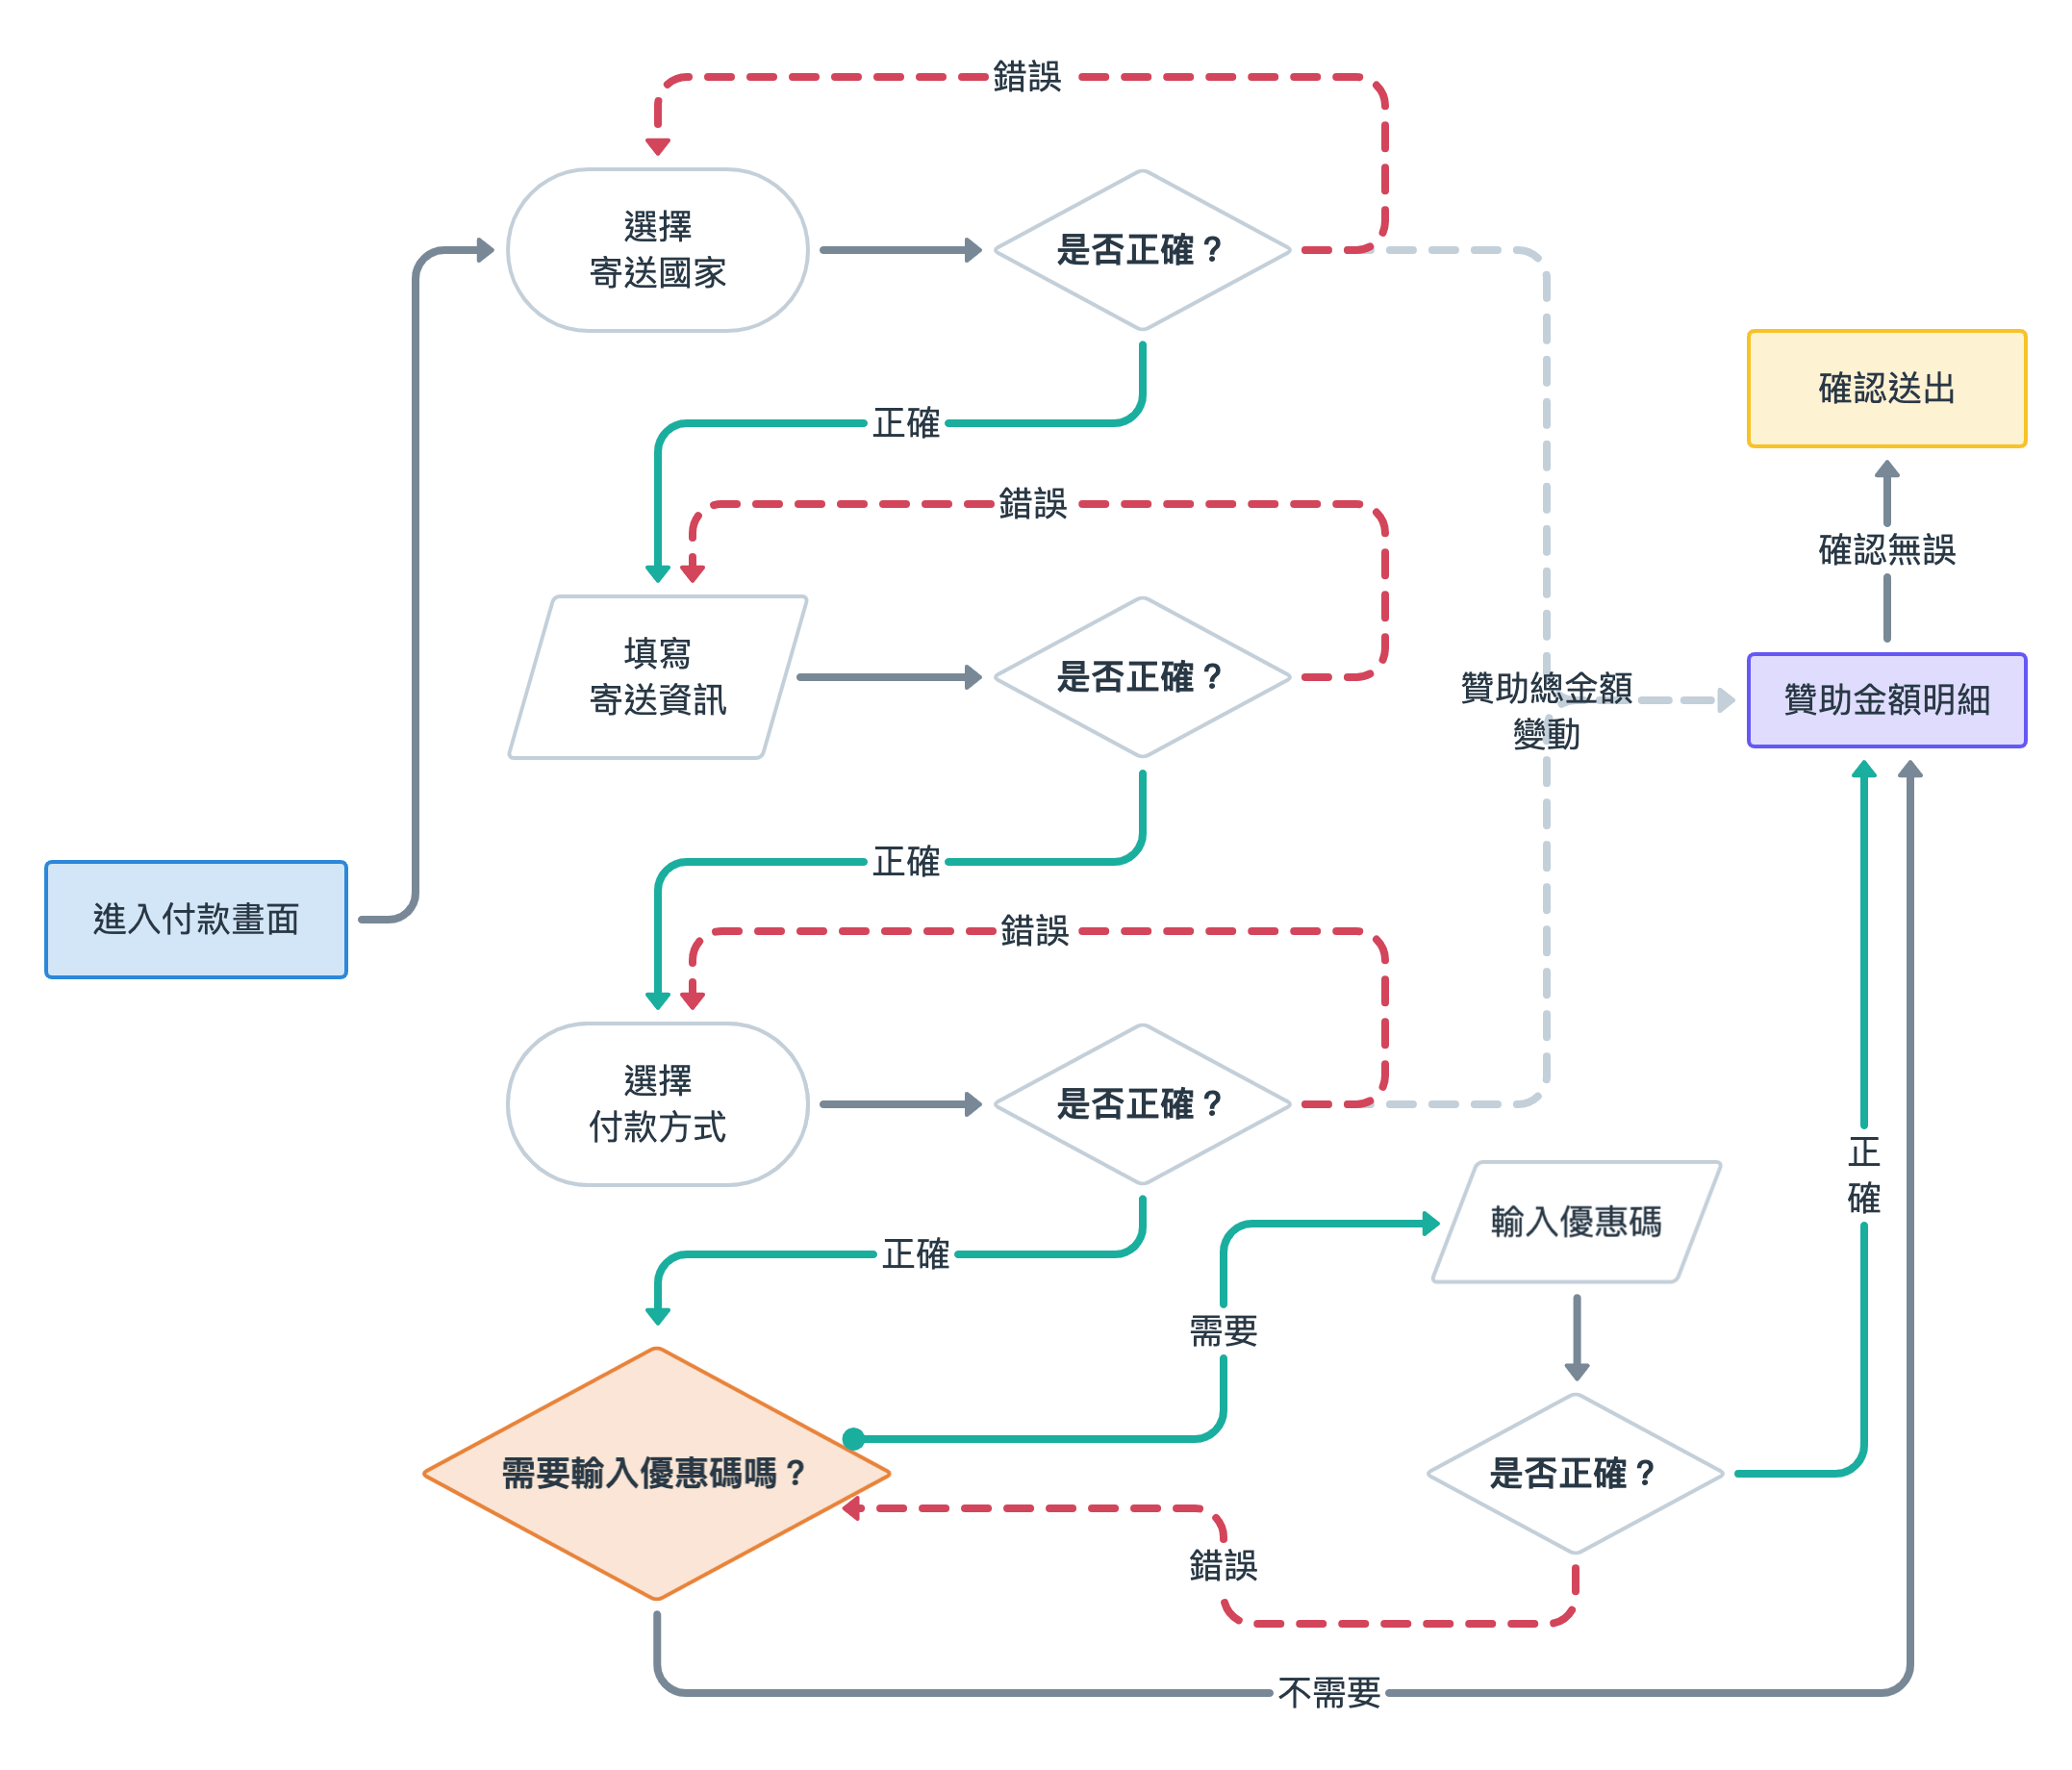 錯誤
選擇
寄送國家
是否正確？
正確
確認送出
錯誤
確認無誤
填寫
寄送資訊
是否正確？
贊助總金額
變動
贊助金額明細
正確
進入付款畫面
錯誤
選擇
付款方式
是否正確？
正
確
輸入優惠碼
正確
需要
需要輸入優惠碼嗎？
是否正確？
錯誤
不需要